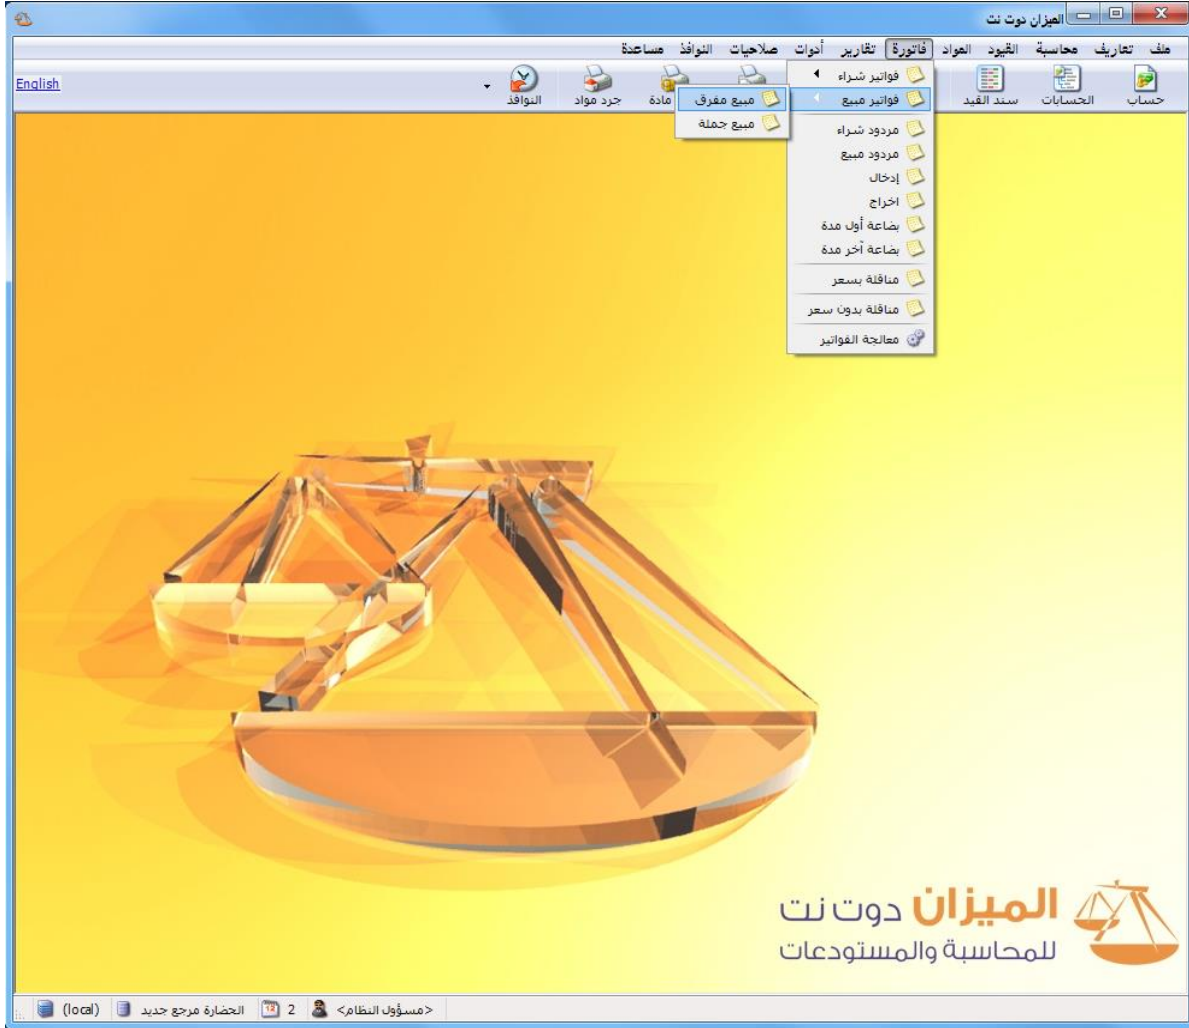 الميزان دوت نت
ملف تعاريف محاسبة القيود المواد فاتورة تقارير أدوات صلاحيات النوافذ مساعدة
حساب الحسابات سند القيد مادة جرد مواد النوافذ English
فواتير شراء
فواتير مبيع
مبيع مفرق
مبيع جملة
مردود شراء
مردود مبيع
إدخال
اخراج
بضاعة أول مدة
بضاعة آخر مدة
مناقلة بسعر
مناقلة بدون سعر
معالجة الفواتير
الميزان دوت نت
للمحاسبة والمستودعات
<مسؤول النظام> 2 12 الحضارة مرجع جديد (local)